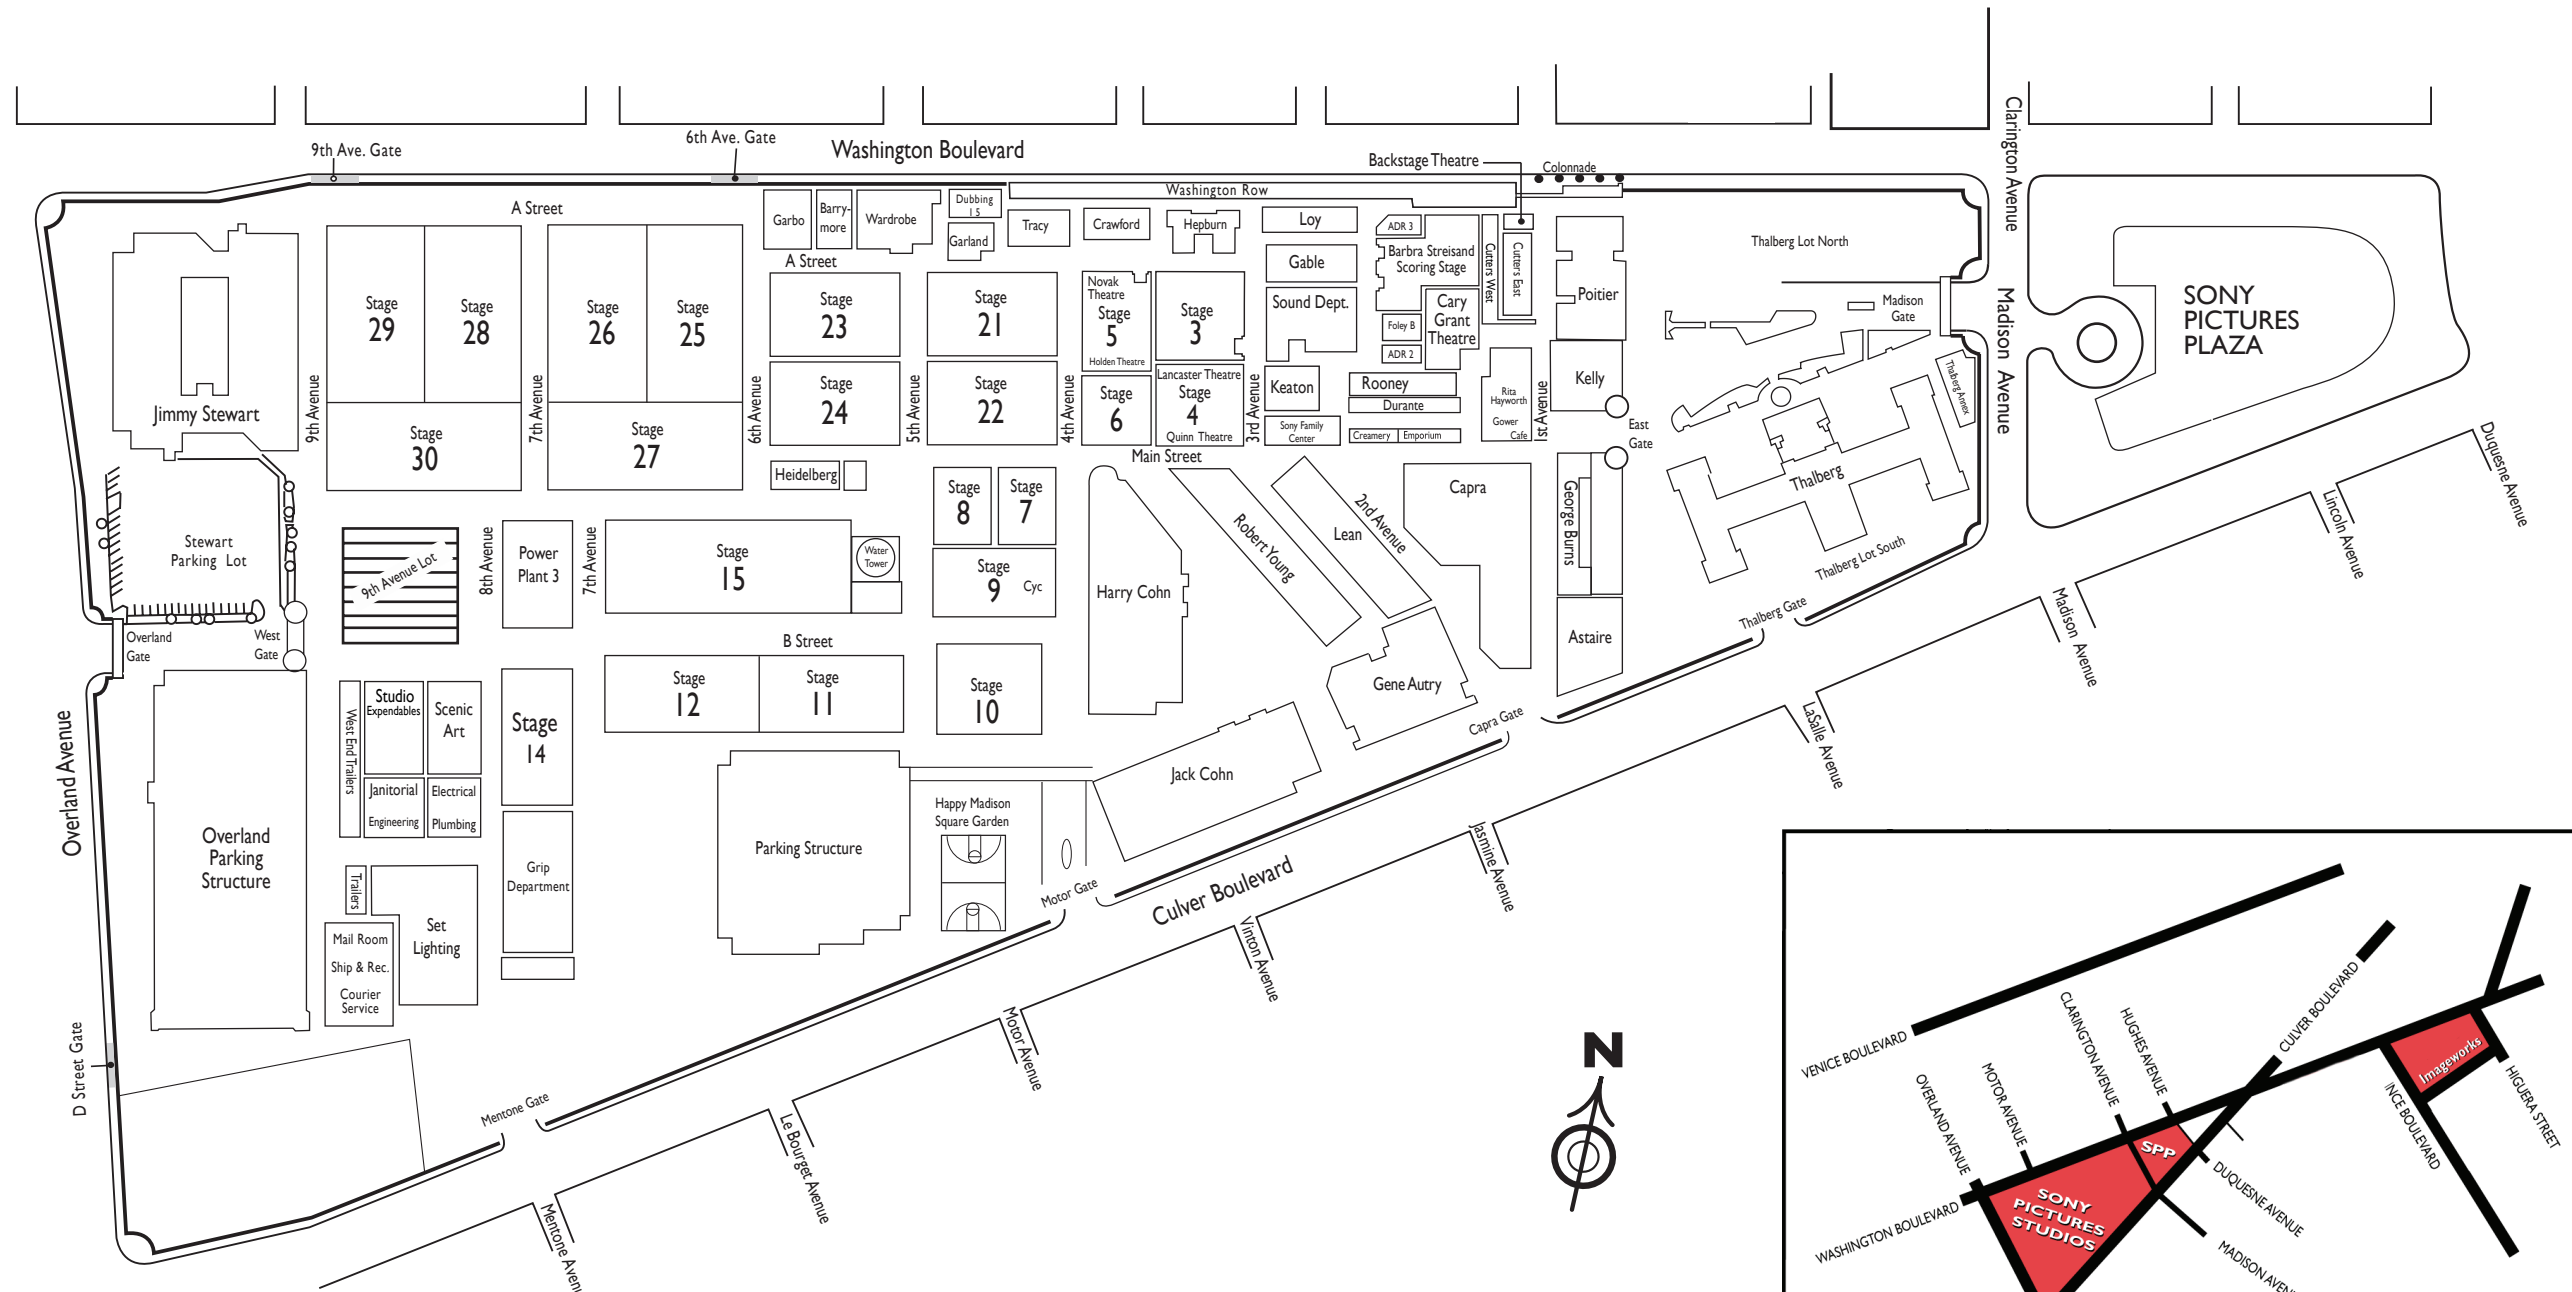 9th Ave. Gate
6th Ave. Gate
Washington Boulevard
Backstage Theatre
Colonnade
Washington Row
Clarington Avenue
A Street
Garbo
Barry-
more
Wardrobe
Dubbing
15
Garland
Tracy
Crawford
Hepburn
Loy
ADR 3
Barbra Streisand
Scoring Stage
Cutters West
Cutters East
Poitier
Thalberg Lot North
Madison
Gate
Madison Avenue
SONY
PICTURES
PLAZA
A Street
Stage
29
Stage
28
Stage
26
Stage
25
Stage
23
Stage
21
Novak
Theatre
Stage
5
Holden Theatre
Stage
3
Gable
Sound Dept.
Cary
Grant
Theatre
Foley B
ADR 2
Jimmy Stewart
9th Avenue
Stage
30
7th Avenue
Stage
27
6th Avenue
Stage
24
5th Avenue
Stage
22
4th Avenue
Stage
6
Lancaster Theatre
Stage
4
Quinn Theatre
3rd Avenue
Keaton
Sony Family
Center
Rooney
Durante
Creamery
Emporium
Rita
Hayworth
Gower
Cafe
1st Avenue
Kelly
East
Gate
Thalberg Annex
Thalberg
Thalberg Lot South
Duquesne Avenue
Lincoln Avenue
Madison Avenue
Main Street
Heidelberg
Stage
8
Stage
7
Stage
9
Cyc
Harry Cohn
Robert Young
Lean
2nd Avenue
Capra
George Burns
Astaire
Thalberg Gate
Stewart
Parking Lot
9th Avenue Lot
8th Avenue
Power
Plant 3
7th Avenue
Stage
15
Water
Tower
Overland
Gate
West
Gate
B Street
Stage
12
Stage
11
Stage
10
Gene Autry
Capra Gate
LaSalle Avenue
Overland Avenue
Overland
Parking
Structure
West End Trailers
Studio
Expendables
Scenic
Art
Janitorial
Engineering
Electrical
Plumbing
Stage
14
Grip
Department
Parking Structure
Happy Madison
Square Garden
Jack Cohn
Motor Gate
Culver Boulevard
Jasmine Avenue
Vinton Avenue
Trailers
Set
Lighting
Mail Room
Ship & Rec.
Courier
Service
D Street Gate
Mentone Gate
Motor Avenue
Le Bourget Avenue
Mentone Avenu
N
VENICE BOULEVARD
OVERLAND AVENUE
MOTOR AVENUE
CLARINGTON AVENUE
HUGHES AVENUE
CULVER BOULEVARD
Imageworks
HIGUERA STREET
INCE BOULEVARD
SPP
DUQUESNE AVENUE
MADISON AVEN
WASHINGTON BOULEVARD
SONY
PICTURES
STUDIOS